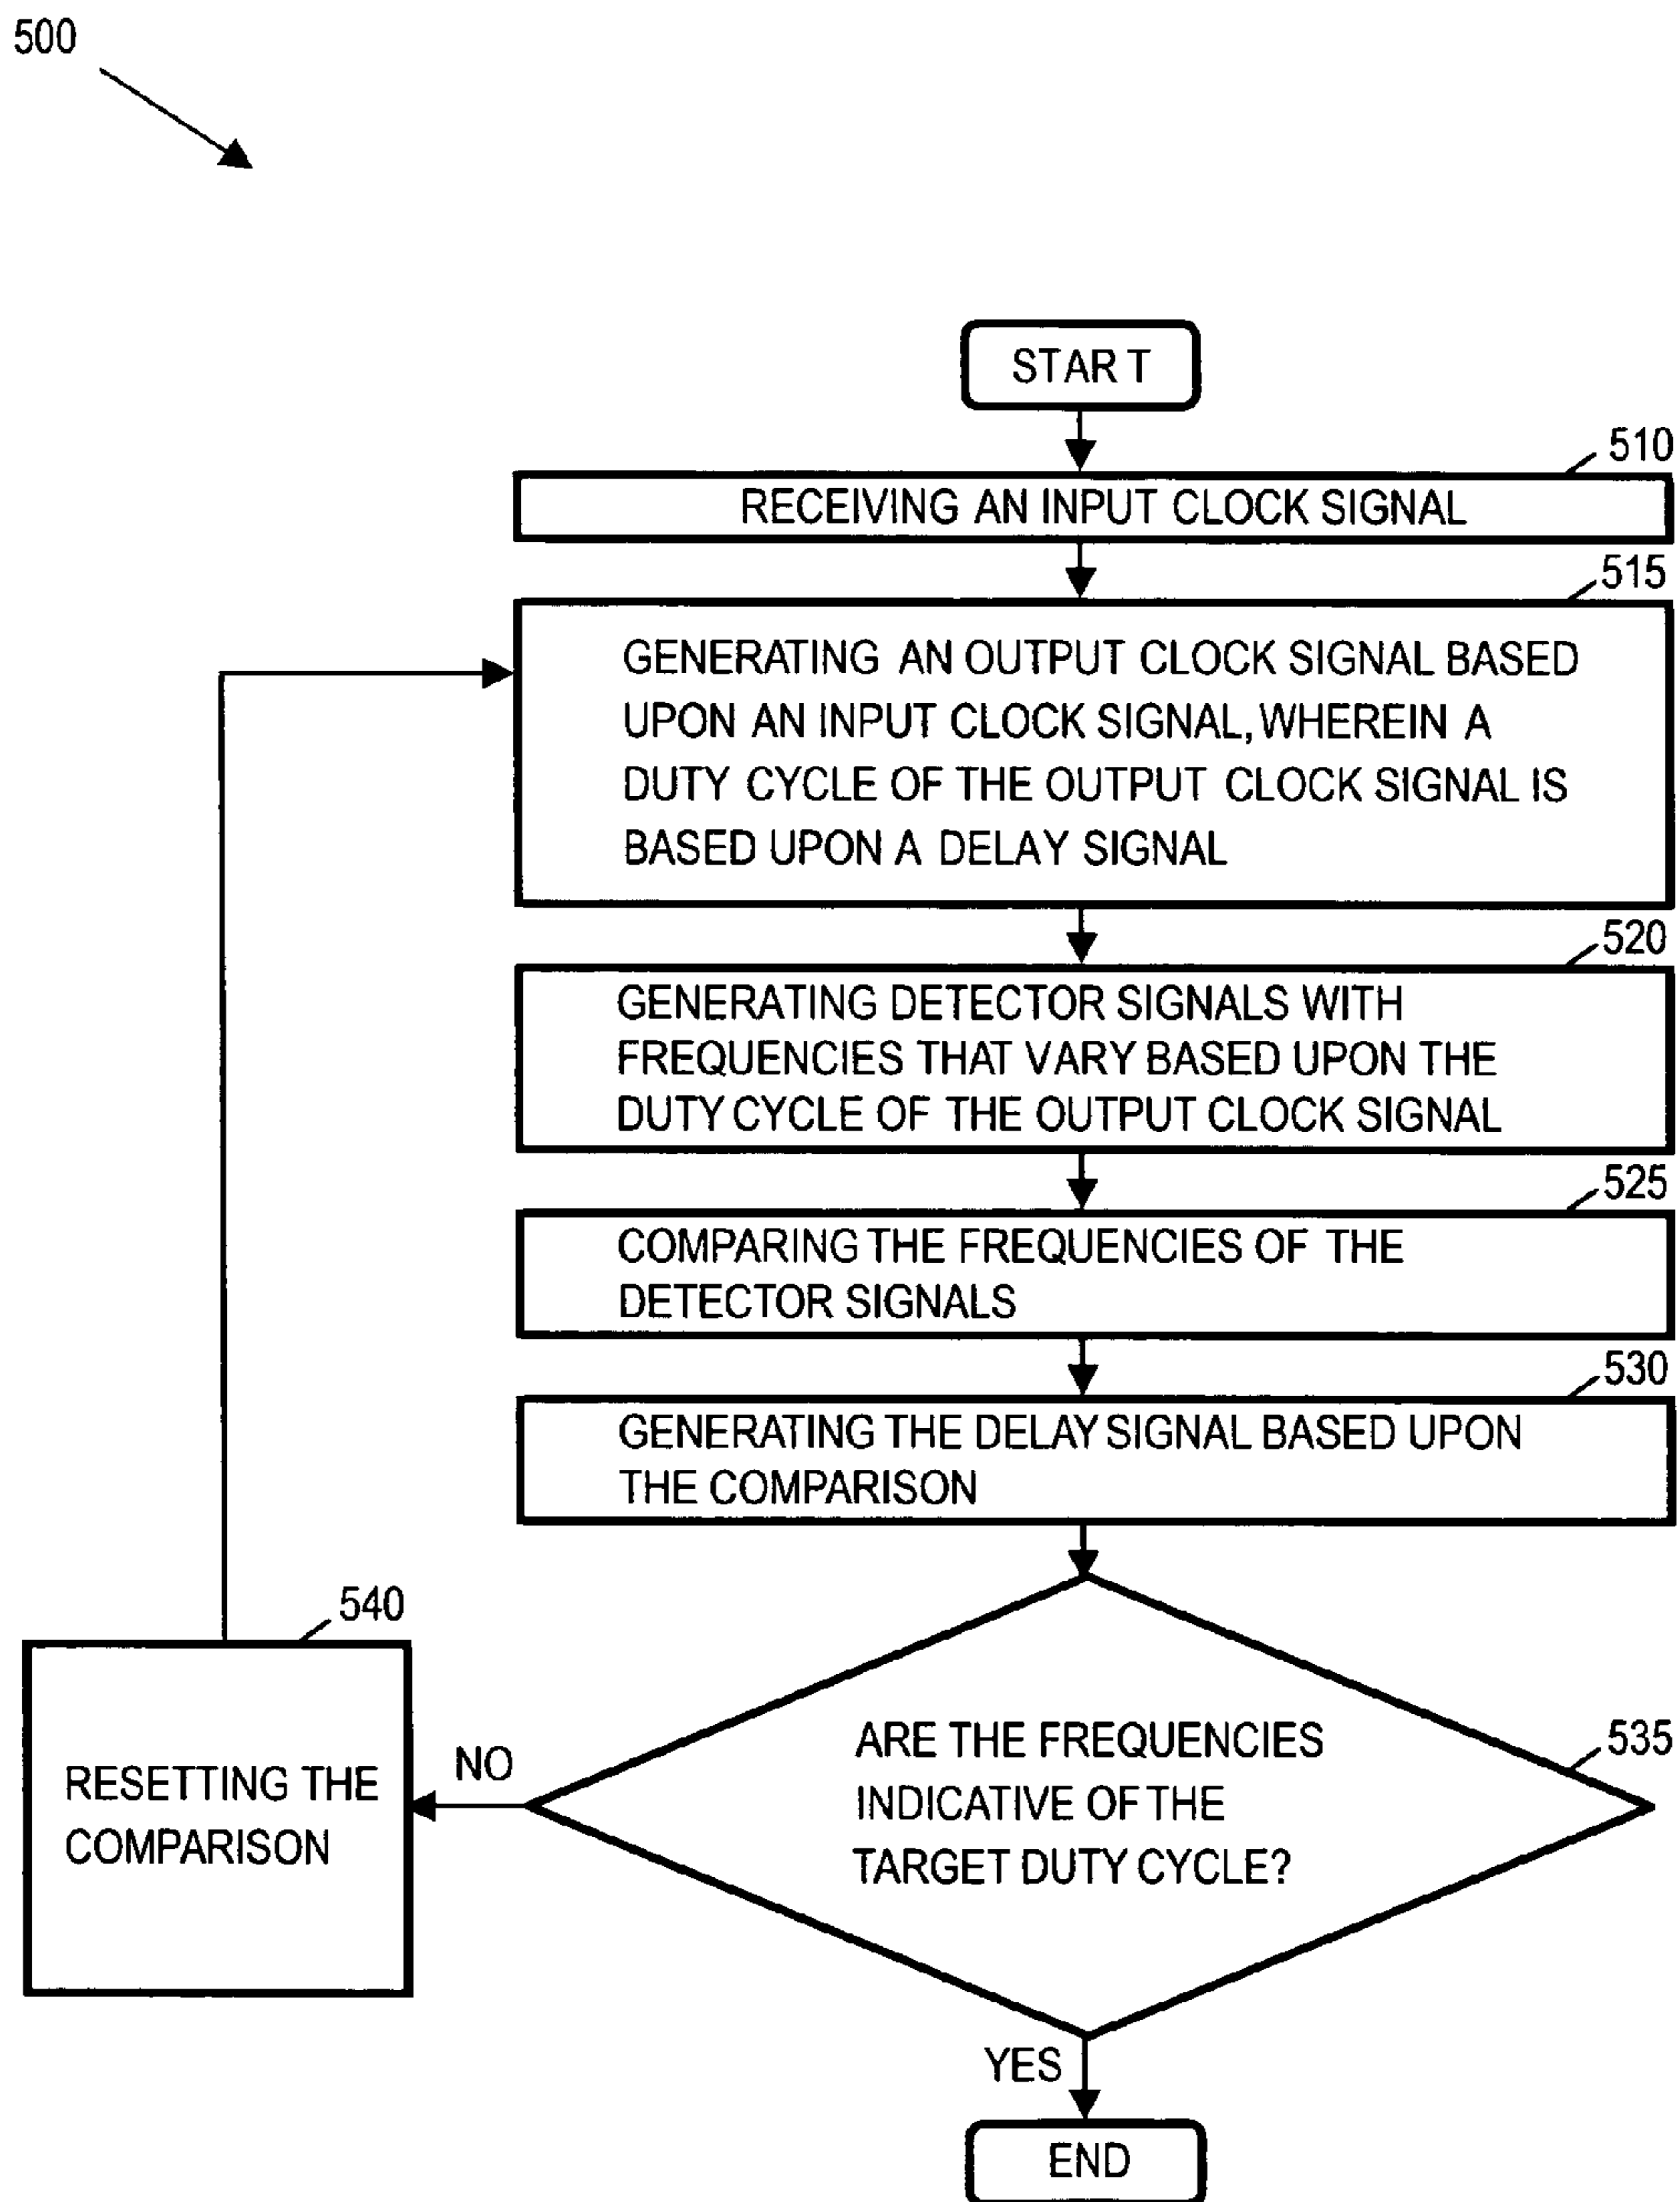 500
START
510
RECEIVING AN INPUT CLOCK SIGNAL
515
GENERATING AN OUTPUT CLOCK SIGNAL BASED
UPON AN INPUT CLOCK SIGNAL, WHEREIN A
DUTY CYCLE OF THE OUTPUT CLOCK SIGNAL IS
BASED UPON A DELAY SIGNAL
520
GENERATING DETECTOR SIGNALS WITH
FREQUENCIES THAT VARY BASED UPON THE
DUTY CYCLE OF THE OUTPUT CLOCK SIGNAL
525
COMPARING THE FREQUENCIES OF THE
DETECTOR SIGNALS
530
GENERATING THE DELAY SIGNAL BASED UPON
THE COMPARISON
535
ARE THE FREQUENCIES
INDICATIVE OF THE
TARGET DUTY CYCLE?
NO
540
RESETTING THE
COMPARISON
YES
END